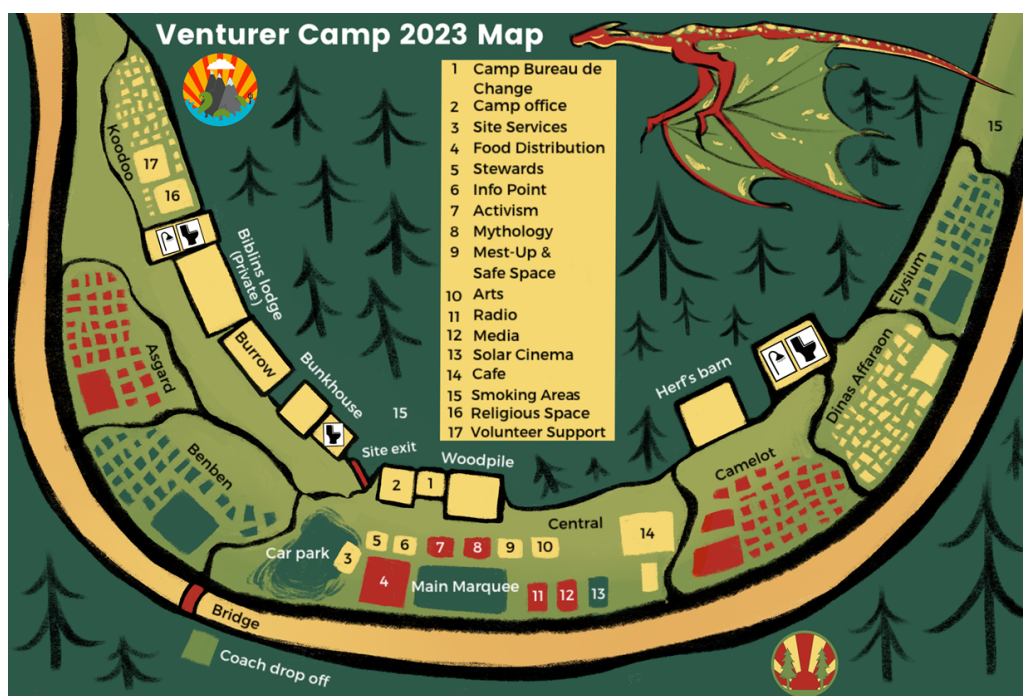 Venturer Camp 2023 Map
1 Camp Bureau de
Change
2 Camp office
3 Site Services
4 Food Distribution
5 Stewards
6 Info Point
7 Activism
8 Mythology
9 Mest-Up &
Safe Space
10 Arts
11 Radio
12 Media
13 Solar Cinema
14 Cafe
15 Smoking Areas
16 Religious Space
17 Volunteer Support
Koodoo
17
16
Biblins lodge
(Private)
Burrow
Bunkhouse
15
Site exit
Asgard
Benben
Woodpile
2
1
Car park
3
5
6
7
8
9
10
Central
14
4
Main Marquee
11
12
13
Bridge
Coach drop off
Herf's barn
Camelot
Dinas Affaraon
Elysium
15